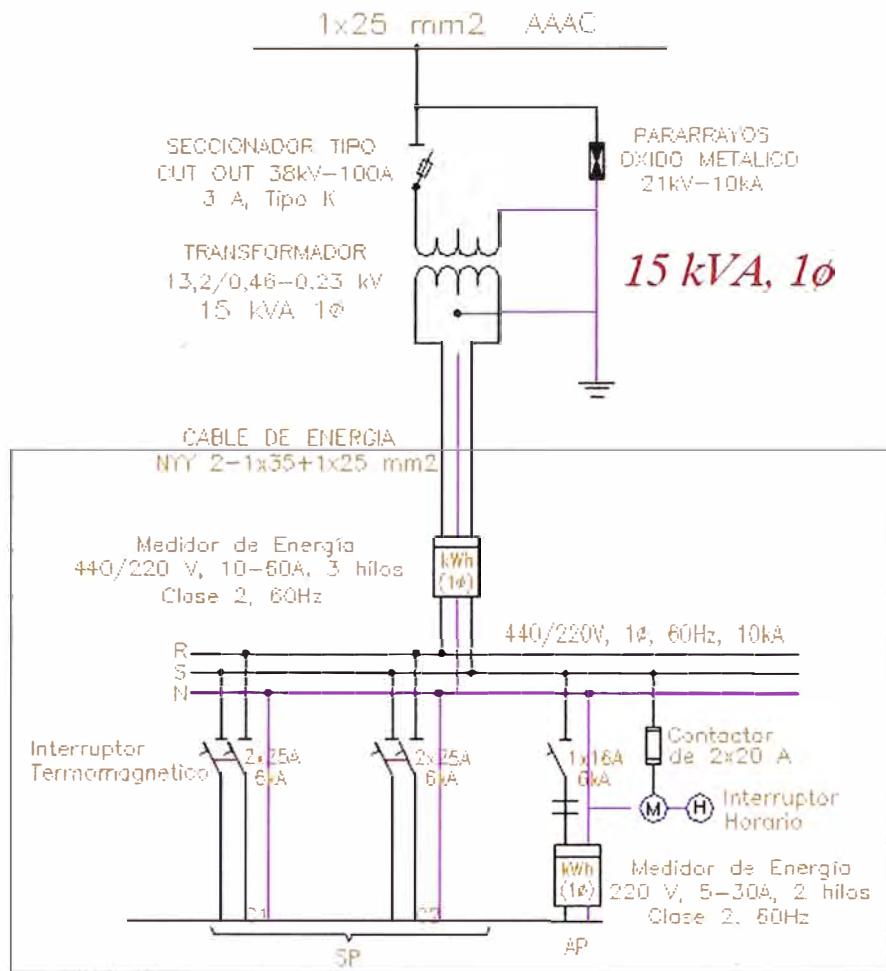 1x25 mm2 AAAC
SECCIONADOR TIPO
CUT OUT 38kV-100A
3 A, Tipo K
PARARRAYOS
OXIDO METALICO
21kV-10kA
TRANSFORMADOR
13,2/0,46-0,23 kV
15 kVA 1ø
15 kVA, 1ø
CABLE DE ENERGIA
NYY 2-1x35+1x25 mm2
Medidor de Energía
440/220 V, 10-60A, 3 hilos
Clase 2, 60Hz
kWh
(1ø)
440/220V, 1ø, 60Hz, 10kA
R
S
N
Interruptor
Termomagnetico
2x25A
6kA
2x25A
6kA
1x16A
6kA
Contactor
de 2x20 A
M
H
Interruptor
Horario
kWh
(1ø)
Medidor de Energía
220 V, 5-30A, 2 hilos
Clase 2, 60Hz
C1
C2
SP
AP